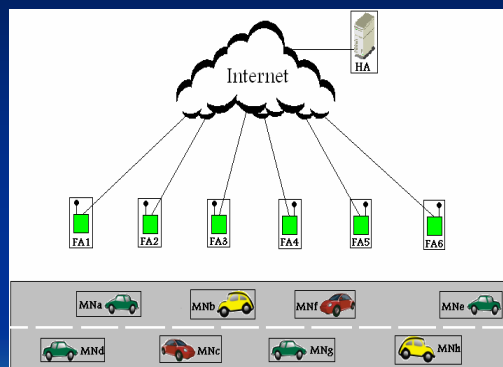 HA
Internet
FA1 FA2 FA3 FA4 FA5 FA6
MNa MNb MNf MNe
MNd MNc MNg MNh